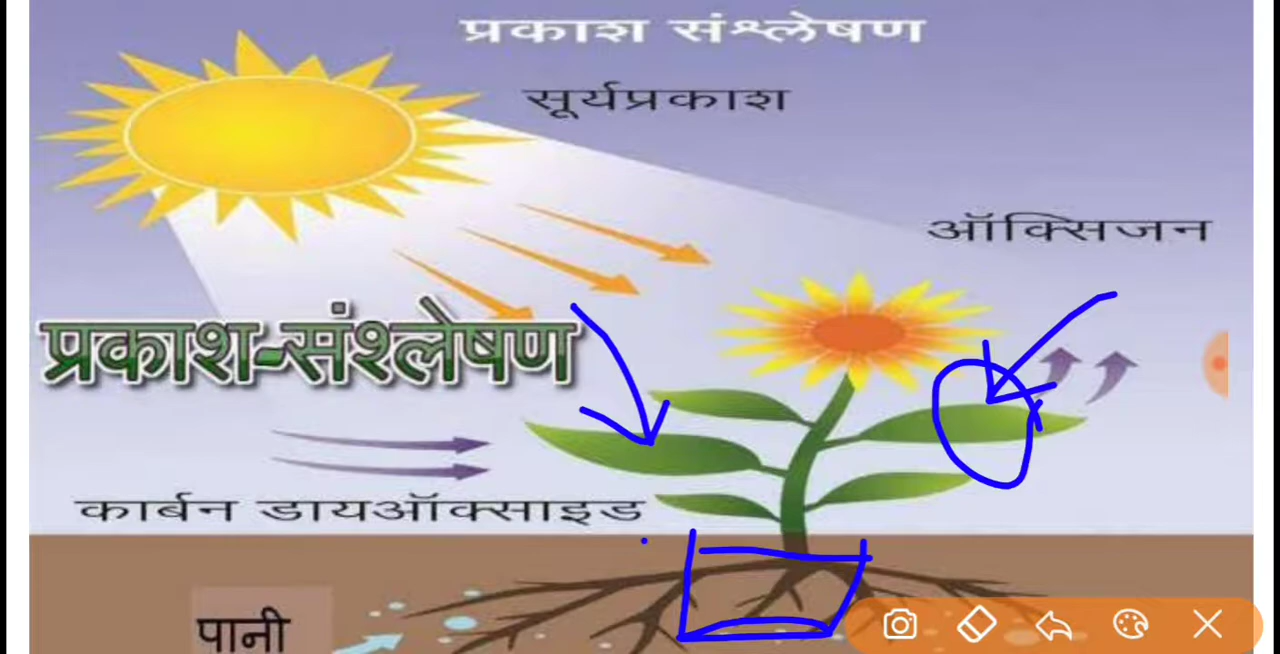 प्रकाश संश्लेषण
सूर्यप्रकाश
ऑक्सिजन
प्रकाश-संश्लेषण
कार्बन डायऑक्साइड
पानी